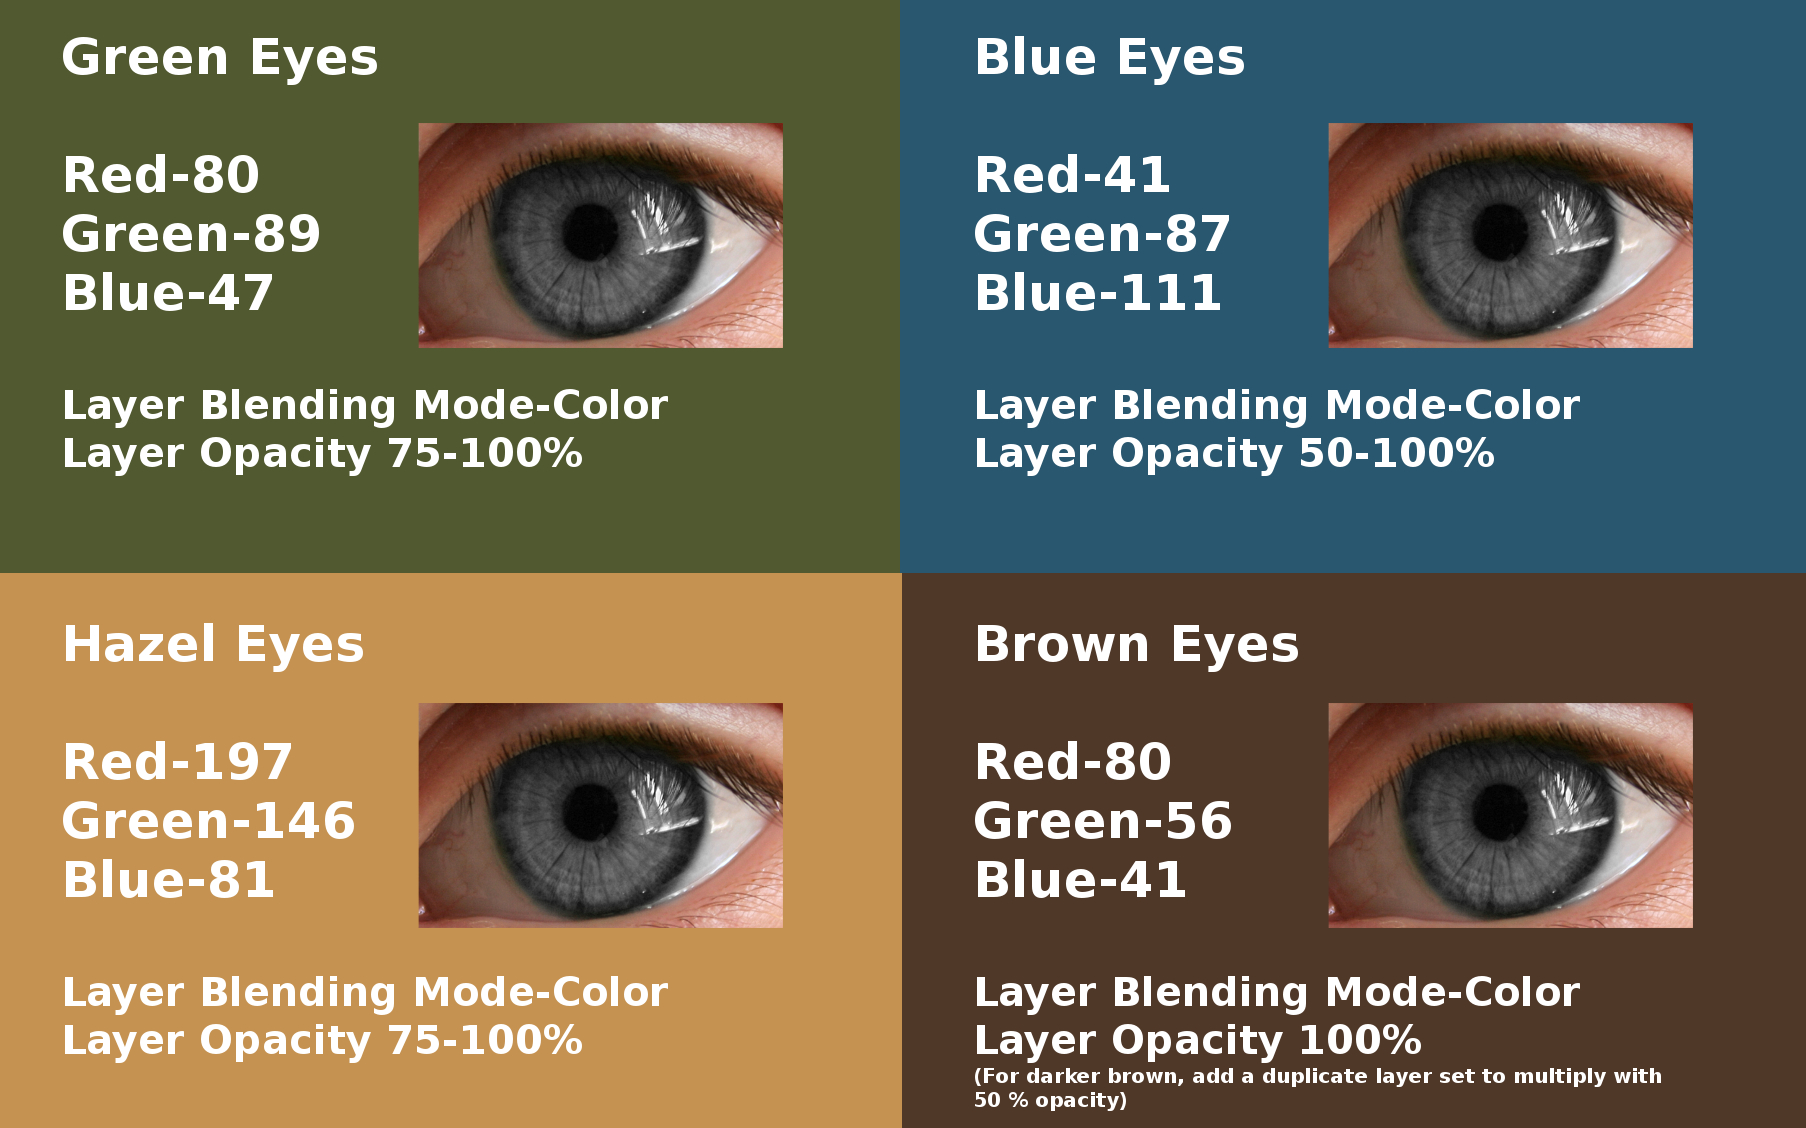 Green Eyes
Red-80
Green-89
Blue-47
Layer Blending Mode-Color
Layer Opacity 75-100%
Blue Eyes
Red-41
Green-87
Blue-111
Layer Blending Mode-Color
Layer Opacity 50-100%
Hazel Eyes
Red-197
Green-146
Blue-81
Layer Blending Mode-Color
Layer Opacity 75-100%
Brown Eyes
Red-80
Green-56
Blue-41
Layer Blending Mode-Color
Layer Opacity 100%
(For darker brown, add a duplicate layer set to multiply with
50 % opacity)